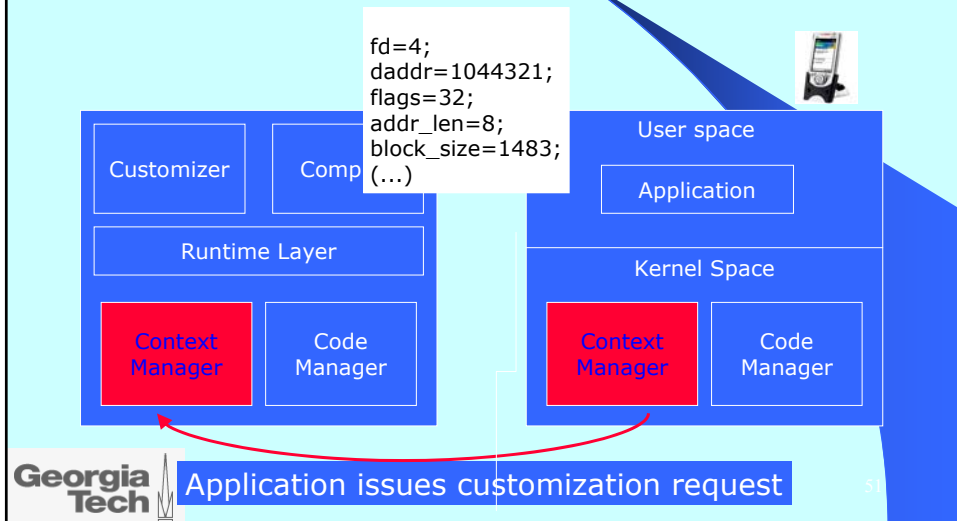 fd=4;
daddr=1044321;
flags=32;
addr_len=8;
block_size=1483;
(...)
Customizer
Comp
Runtime Layer
Context
Manager
Code
Manager
User space
Application
Kernel Space
Context
Manager
Code
Manager
Georgia
Tech
Application issues customization request
51